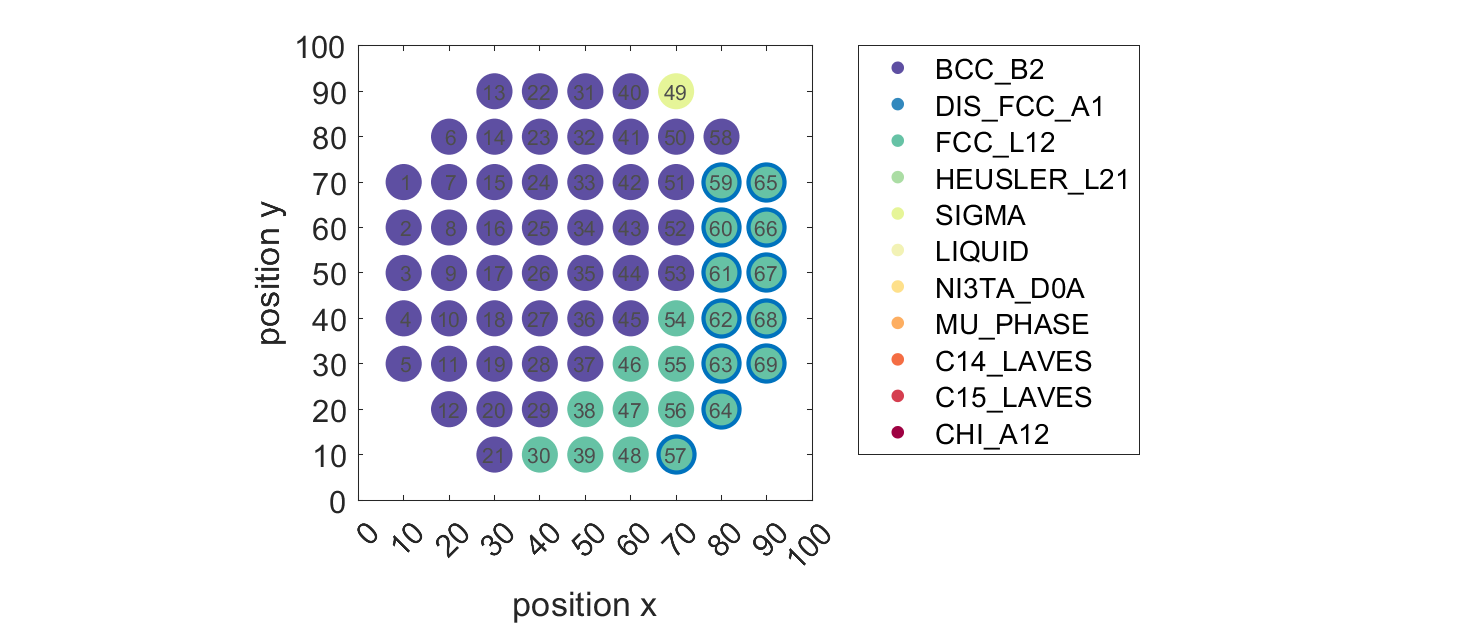 100
90
80
70
60
50
40
30
20
10
0
position y
13 22 31 40 49
6 14 23 32 41 50 58
1 7 15 24 33 42 51 59 65
2 8 16 25 34 43 52 60 66
3 9 17 26 35 44 53 61 67
4 10 18 27 36 45 54 62 68
5 11 19 28 37 46 55 63 69
12 20 29 38 47 56 64
21 30 39 48 57
0 10 20 30 40 50 60 70 80 90 100
position x
BCC_B2
DIS_FCC_A1
FCC_L12
HEUSLER_L21
SIGMA
LIQUID
NI3TA_D0A
MU_PHASE
C14_LAVES
C15_LAVES
CHI_A12